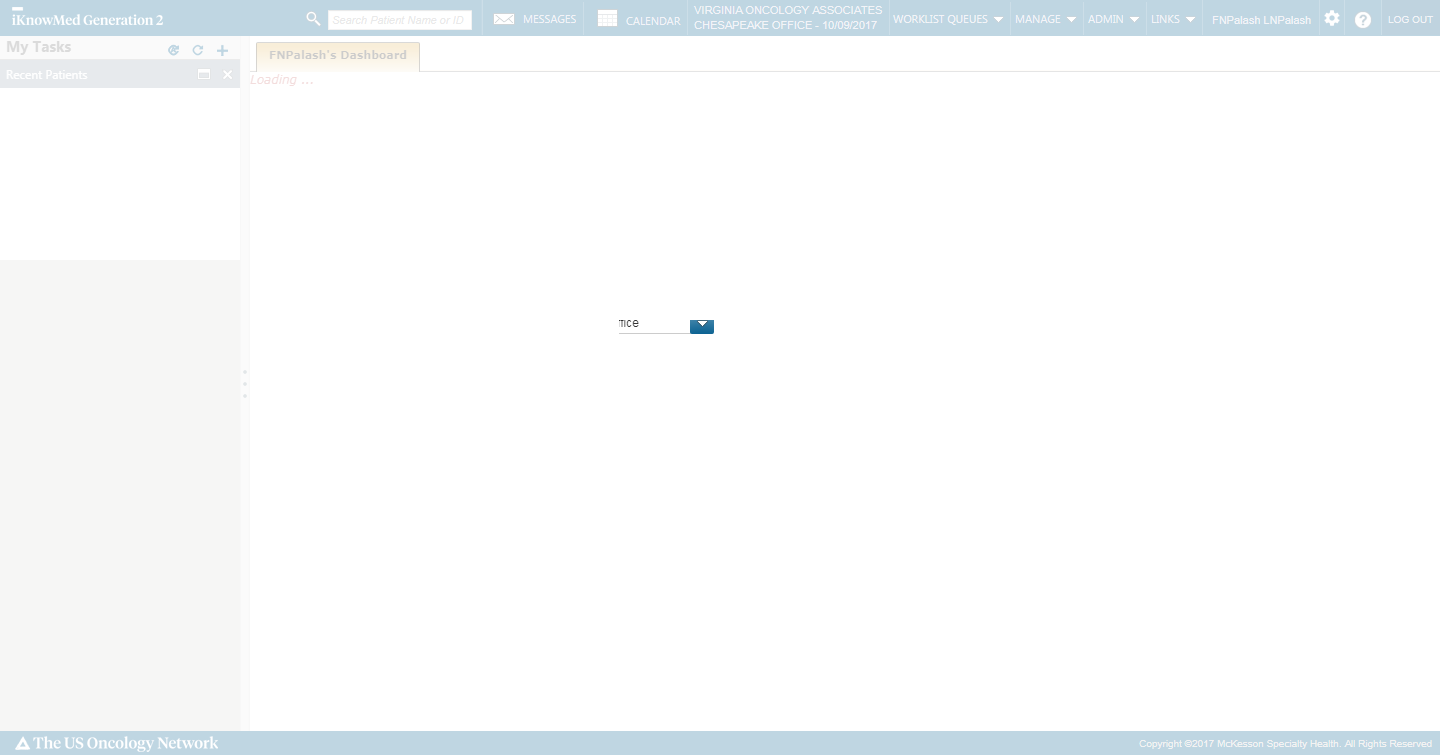 iKnowMed Generation 2
Search Patient Name or ID
MESSAGES
CALENDAR
VIRGINIA ONCOLOGY ASSOCIATES
CHESAPEAKE OFFICE - 10/09/2017
WORKLIST QUEUES
MANAGE
ADMIN
LINKS
FNPalash LNPalash
LOG OUT
My Tasks
FNPalash's Dashboard
Recent Patients
Loading ...
The US Oncology Network
Copyright ©2017 McKesson Specialty Health. All Rights Reserved